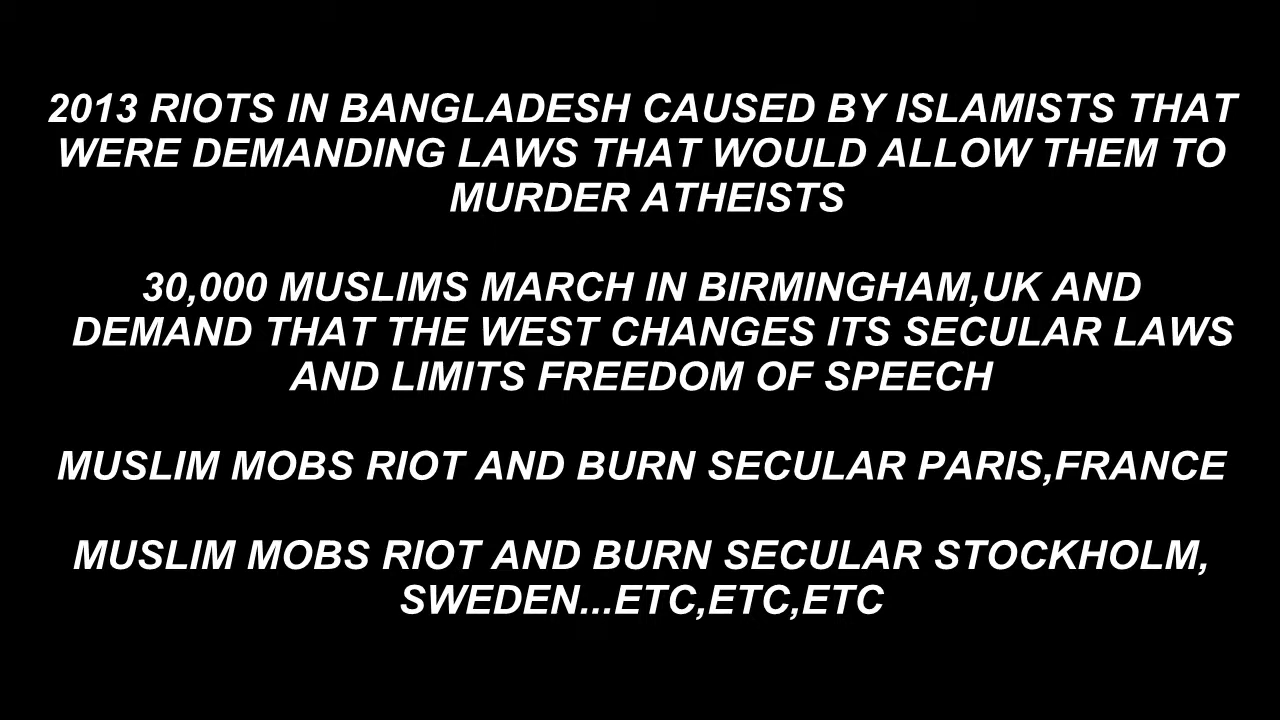 2013 RIOTS IN BANGLADESH CAUSED BY ISLAMISTS THAT
WERE DEMANDING LAWS THAT WOULD ALLOW THEM TO
MURDER ATHEISTS
30,000 MUSLIMS MARCH IN BIRMINGHAM,UK AND
DEMAND THAT THE WEST CHANGES ITS SECULAR LAWS
AND LIMITS FREEDOM OF SPEECH
MUSLIM MOBS RIOT AND BURN SECULAR PARIS,FRANCE
MUSLIM MOBS RIOT AND BURN SECULAR STOCKHOLM,
SWEDEN...ETC,ETC,ETC